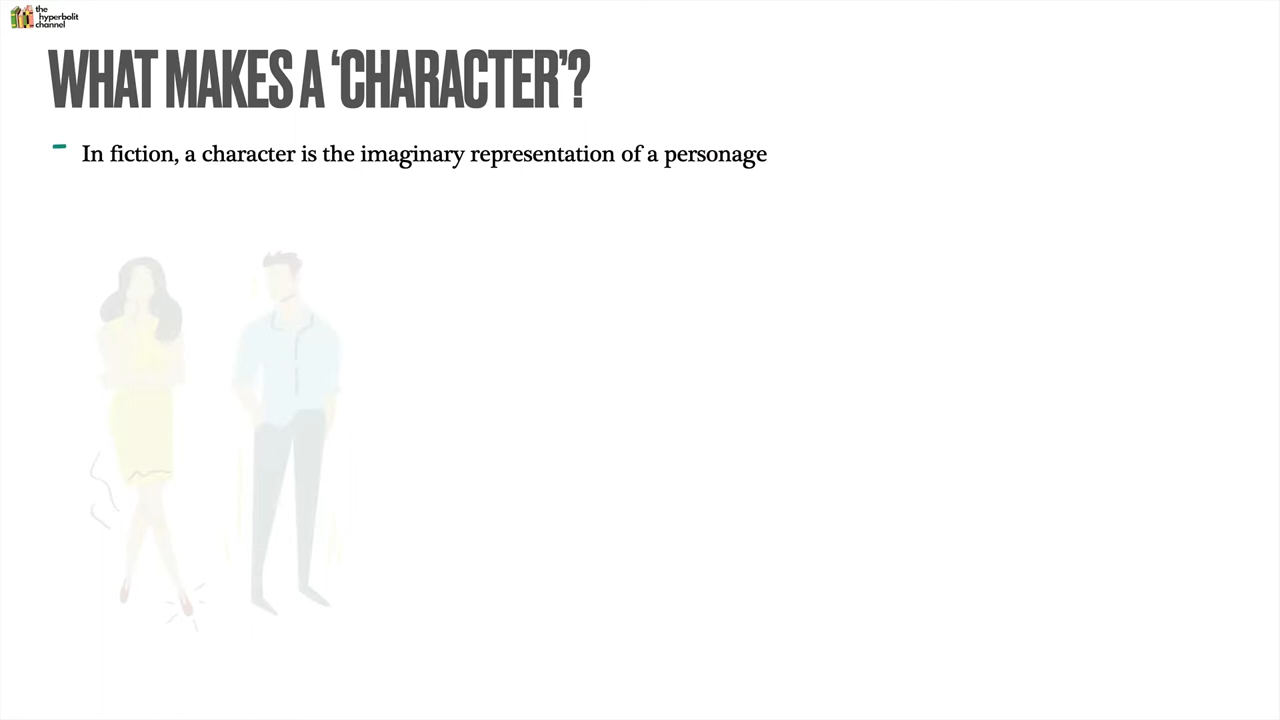 the
hyperbolit
channel
WHAT MAKES A ‘CHARACTER’?
- In fiction, a character is the imaginary representation of a personage